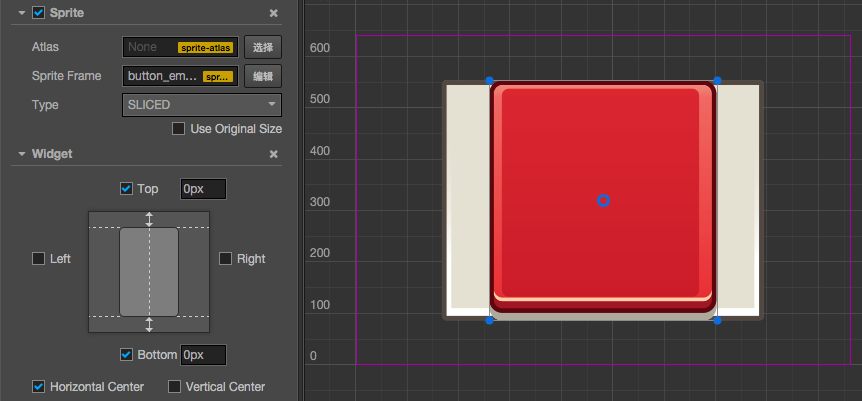 Sprite
Atlas None sprite-atlas 选择
Sprite Frame button_em... spr... 编辑
Type SLICED
Use Original Size
Widget
Top 0px
Left Right
Bottom 0px
Horizontal Center Vertical Center
600
500
400
300
200
100
0